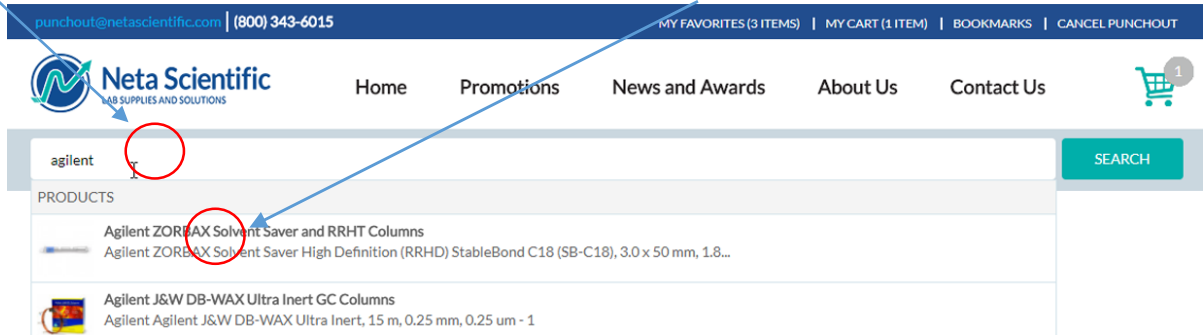 punchout@netascientific.com | (800) 343-6015 MY FAVORITES (3 ITEMS) | MY CART (1 ITEM) | BOOKMARKS | CANCEL PUNCHOUT
Neta Scientific
LAB SUPPLIES AND SOLUTIONS
Home Promotions News and Awards About Us Contact Us 1
agilent SEARCH
PRODUCTS
Agilent ZORBAX Solvent Saver and RRHT Columns
Agilent ZORBAX Solvent Saver High Definition (RRHD) StableBond C18 (SB-C18), 3.0 x 50 mm, 1.8...
Agilent J&W DB-WAX Ultra Inert GC Columns
Agilent Agilent J&W DB-WAX Ultra Inert, 15 m, 0.25 mm, 0.25 um - 1